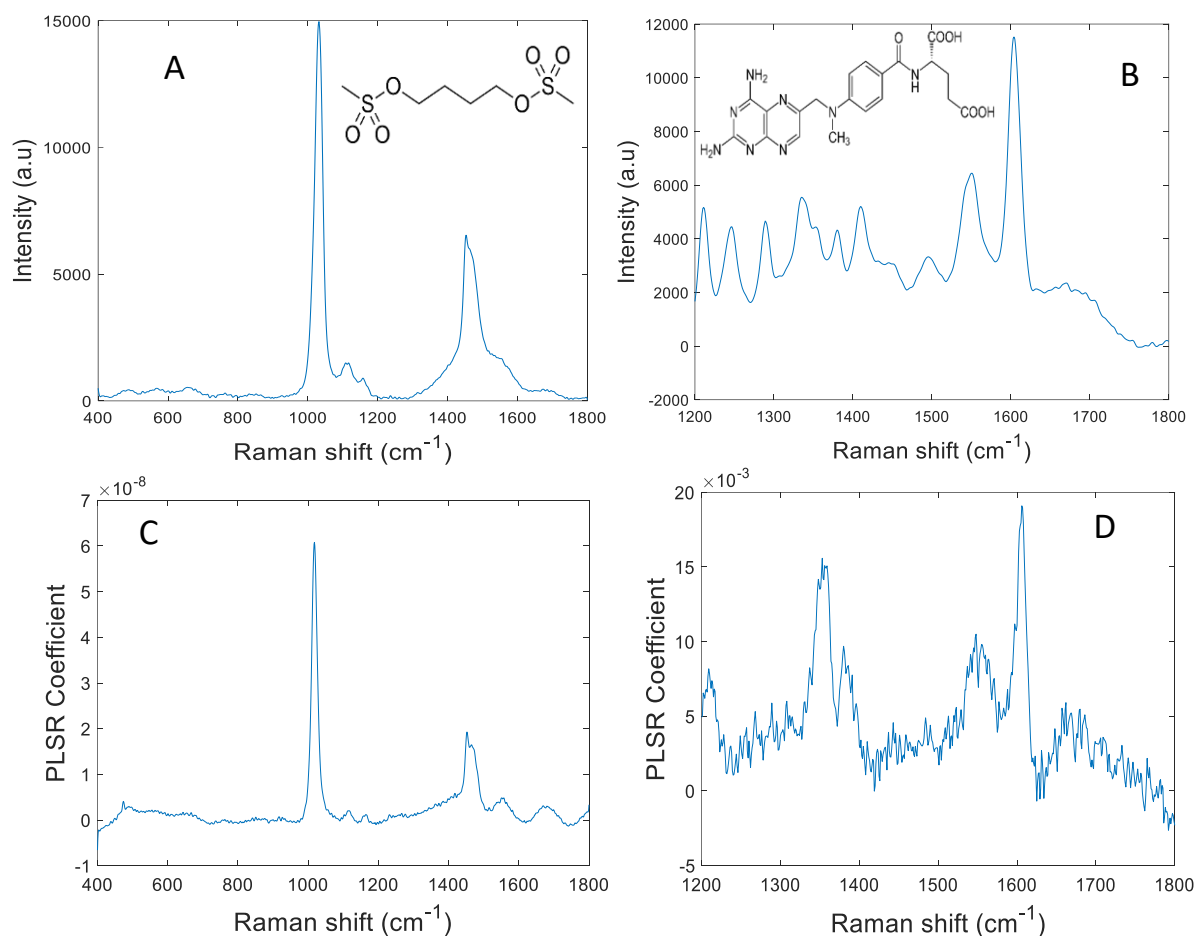 A
15000
10000
5000
0
Intensity (a.u)
400 600 800 1000 1200 1400 1600 1800
Raman shift (cm⁻¹)
O O
S
O
O
S
O O
B
12000
10000
8000
6000
4000
2000
0
-2000
Intensity (a.u)
1200 1300 1400 1500 1600 1700 1800
Raman shift (cm⁻¹)
O COOH
NH₂
N
H
COOH
N N N
CH₃
H₂N N N
C
×10⁻⁸
7
6
5
4
3
2
1
0
-1
PLSR Coefficient
400 600 800 1000 1200 1400 1600 1800
Raman shift (cm⁻¹)
D
×10⁻³
20
15
10
5
0
-5
PLSR Coefficient
1200 1300 1400 1500 1600 1700 1800
Raman shift (cm⁻¹)